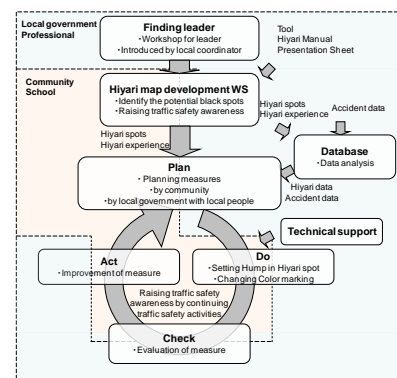 Local government
Professional
Finding leader
・Workshop for leader
・Introduced by local coordinator
Tool
Hiyari Manual
Presentation Sheet
Community
School
Hiyari map development WS
・Identify the potential black spots
・Raising traffic safety awareness
Hiyari spots
Hiyari experience
Accident data
Hiyari spots
Hiyari experience
Database
・Data analysis
Plan
・Planning measures
・by community
・by local government with local people
Hiyari data
Accident data
Technical support
Act
・Improvement of measure
Do
・Setting Hump in Hiyari spot
・Changing Color marking
Raising traffic safety
awareness by continuing
traffic safety activities
Check
・Evaluation of measure